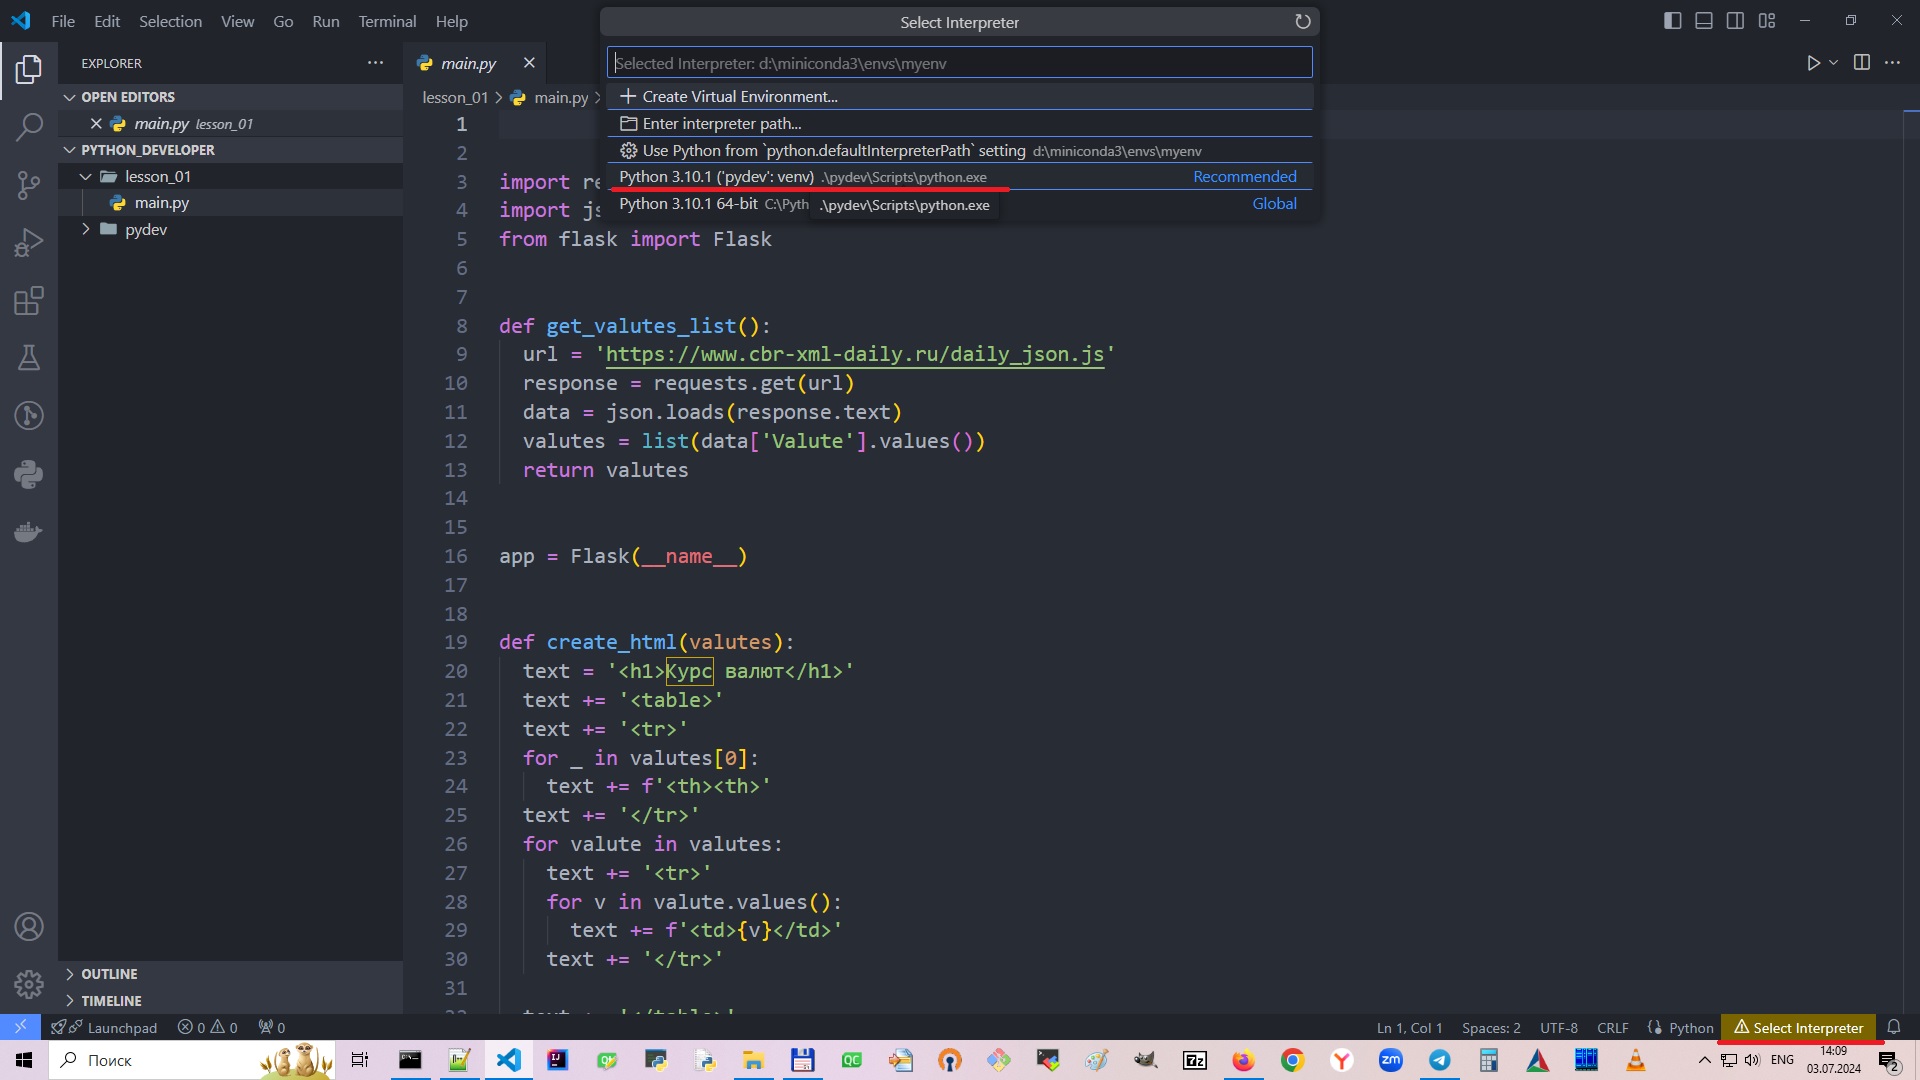 File Edit Selection View Go Run Terminal Help
Select Interpreter
Selected Interpreter: d:\miniconda3\envs\myenv
Create Virtual Environment...
Enter interpreter path...
Use Python from `python.defaultInterpreterPath` setting d:\miniconda3\envs\myenv
Python 3.10.1 ('pydev': venv) .\pydev\Scripts\python.exe Recommended
Python 3.10.1 64-bit C:\Pyth Global
.\pydev\Scripts\python.exe
EXPLORER
OPEN EDITORS
main.py lesson_01
PYTHON_DEVELOPER
lesson_01
main.py
pydev
OUTLINE
TIMELINE
main.py
lesson_01 > main.py >
1
2
3 import re
4 import js
5 from flask import Flask
6
7
8 def get_valutes_list():
9 url = 'https://www.cbr-xml-daily.ru/daily_json.js'
10 response = requests.get(url)
11 data = json.loads(response.text)
12 valutes = list(data['Valute'].values())
13 return valutes
14
15
16 app = Flask(__name__)
17
18
19 def create_html(valutes):
20 text = '<h1>Курс валют</h1>'
21 text += '<table>'
22 text += '<tr>'
23 for _ in valutes[0]:
24 text += f'<th><th>'
25 text += '</tr>'
26 for valute in valutes:
27 text += '<tr>'
28 for v in valute.values():
29 text += f'<td>{v}</td>'
30 text += '</tr>'
31
Launchpad 0 0 0 Ln 1, Col 1 Spaces: 2 UTF-8 CRLF Python Select Interpreter
Поиск
ENG
14:09
03.07.2024
2